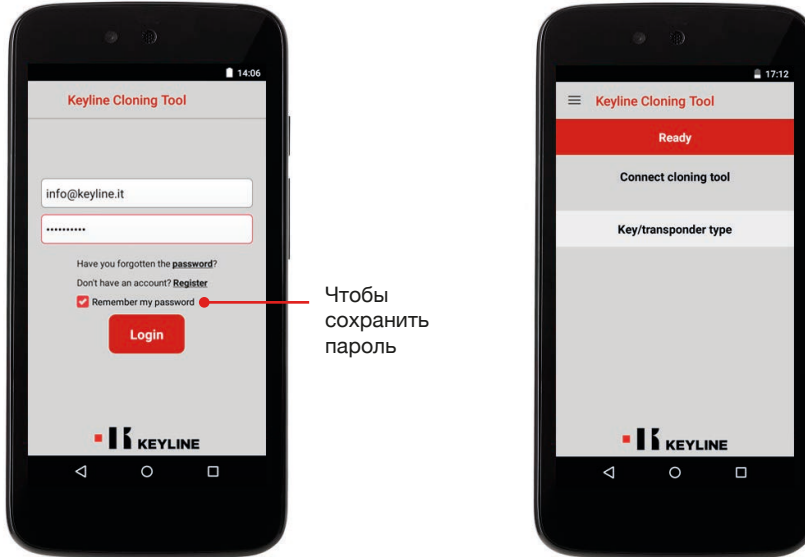 14:06
Keyline Cloning Tool
info@keyline.it
••••••••••
Have you forgotten the password?
Don't have an account? Register
Remember my password
Login
KEYLINE
Чтобы
сохранить
пароль
17:12
Keyline Cloning Tool
Ready
Connect cloning tool
Key/transponder type
KEYLINE